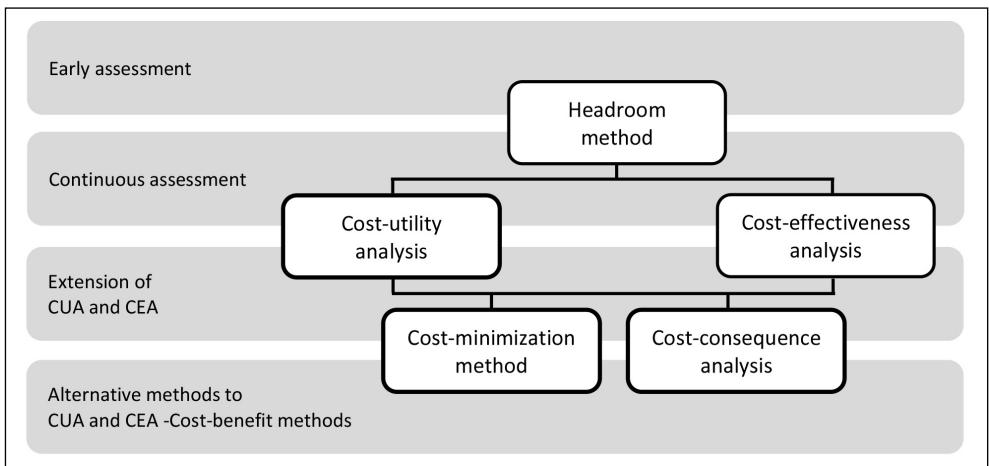 Early assessment
Headroom
method
Continuous assessment
Cost-utility
analysis
Cost-effectiveness
analysis
Extension of
CUA and CEA
Cost-minimization
method
Cost-consequence
analysis
Alternative methods to
CUA and CEA -Cost-benefit methods